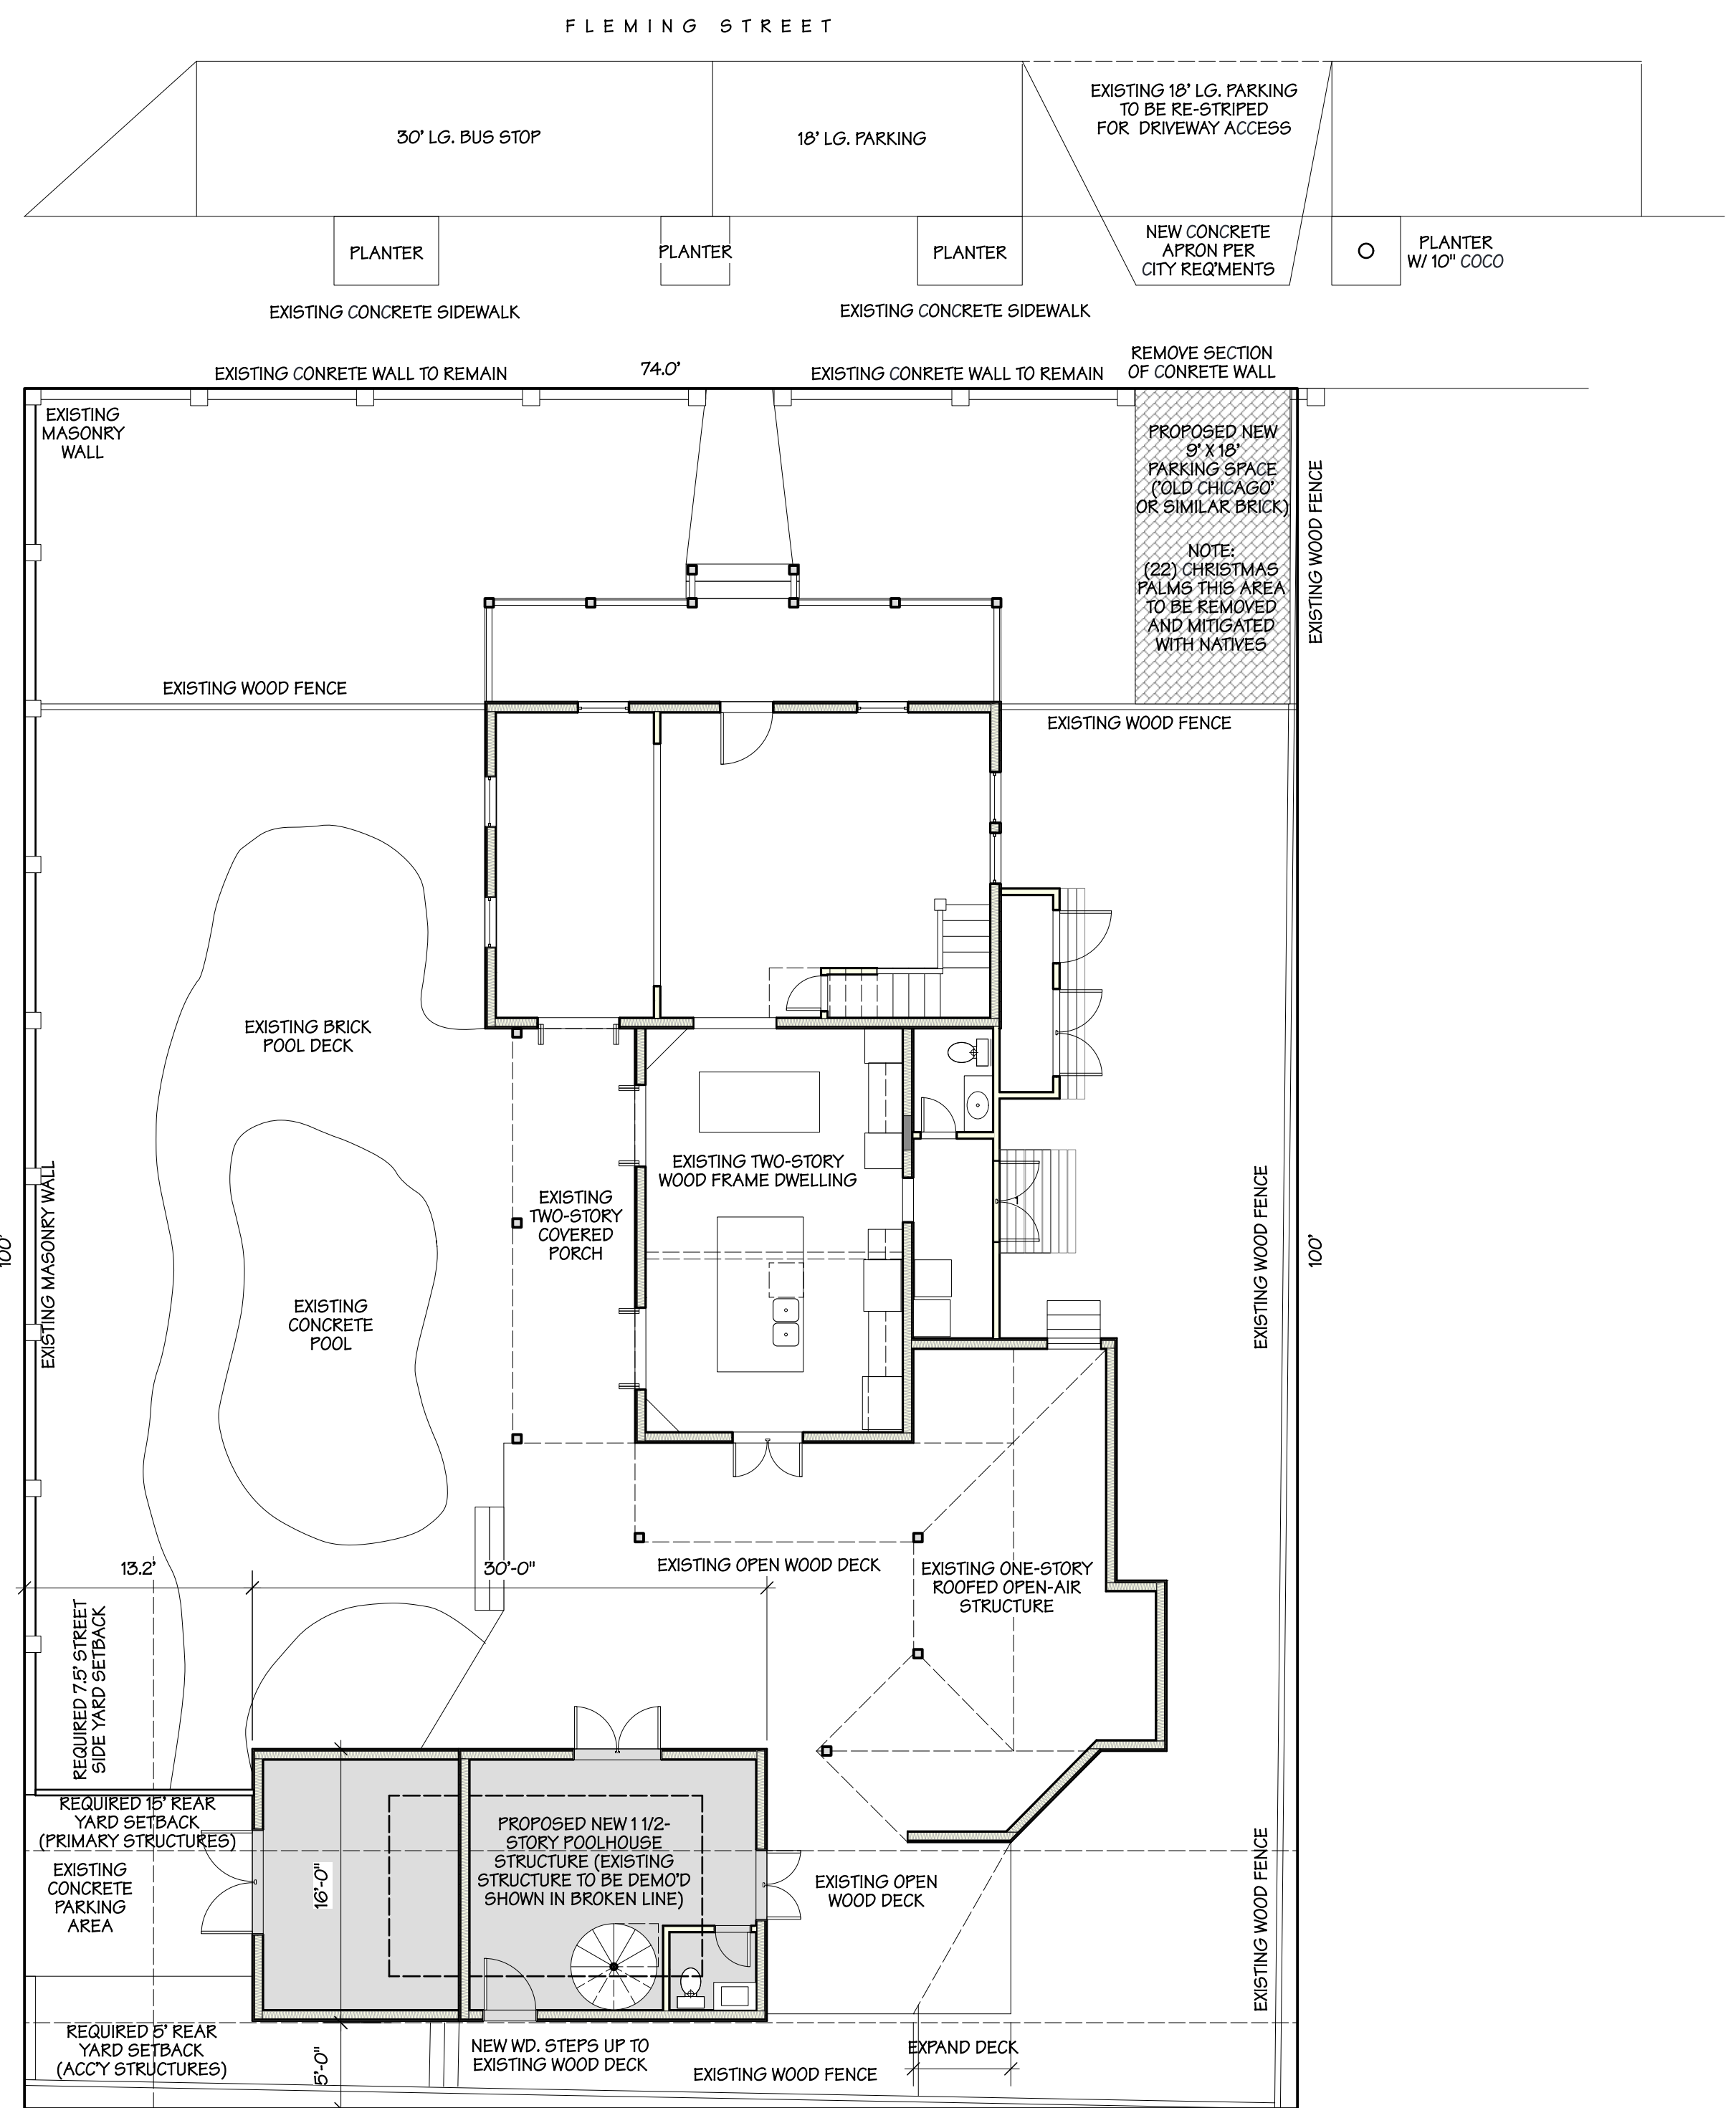 FLEMING STREET
EXISTING 18' LG. PARKING
TO BE RE-STRIPED
FOR DRIVEWAY ACCESS
30' LG. BUS STOP
18' LG. PARKING
PLANTER
PLANTER
PLANTER
NEW CONCRETE
APRON PER
CITY REQ'MENTS
PLANTER
W/ 10" COCO
EXISTING CONCRETE SIDEWALK
EXISTING CONCRETE SIDEWALK
EXISTING CONRETE WALL TO REMAIN
74.0'
EXISTING CONRETE WALL TO REMAIN
REMOVE SECTION
OF CONRETE WALL
EXISTING
MASONRY
WALL
PROPOSED NEW
9' X 18'
PARKING SPACE
('OLD CHICAGO'
OR SIMILAR BRICK)
NOTE:
(22) CHRISTMAS
PALMS THIS AREA
TO BE REMOVED
AND MITIGATED
WITH NATIVES
EXISTING WOOD FENCE
EXISTING WOOD FENCE
EXISTING WOOD FENCE
EXISTING BRICK
POOL DECK
EXISTING TWO-STORY
WOOD FRAME DWELLING
EXISTING
TWO-STORY
COVERED
PORCH
1
100'
EXISTING MASONRY WALL
EXISTING
CONCRETE
POOL
EXISTING WOOD FENCE
100'
13.2'
30'-0"
EXISTING OPEN WOOD DECK
EXISTING ONE-STORY
ROOFED OPEN-AIR
STRUCTURE
REQUIRED 7.5' STREET
SIDE YARD SETBACK
REQUIRED 15' REAR
YARD SETBACK
(PRIMARY STRUCTURES)
EXISTING
CONCRETE
PARKING
AREA
16'-0"
PROPOSED NEW 1 1/2-
STORY POOLHOUSE
STRUCTURE (EXISTING
STRUCTURE TO BE DEMO'D
SHOWN IN BROKEN LINE)
EXISTING OPEN
WOOD DECK
EXISTING WOOD FENCE
REQUIRED 5' REAR
YARD SETBACK
(ACC'Y STRUCTURES)
5'-0"
NEW WD. STEPS UP TO
EXISTING WOOD DECK
EXISTING WOOD FENCE
EXPAND DECK